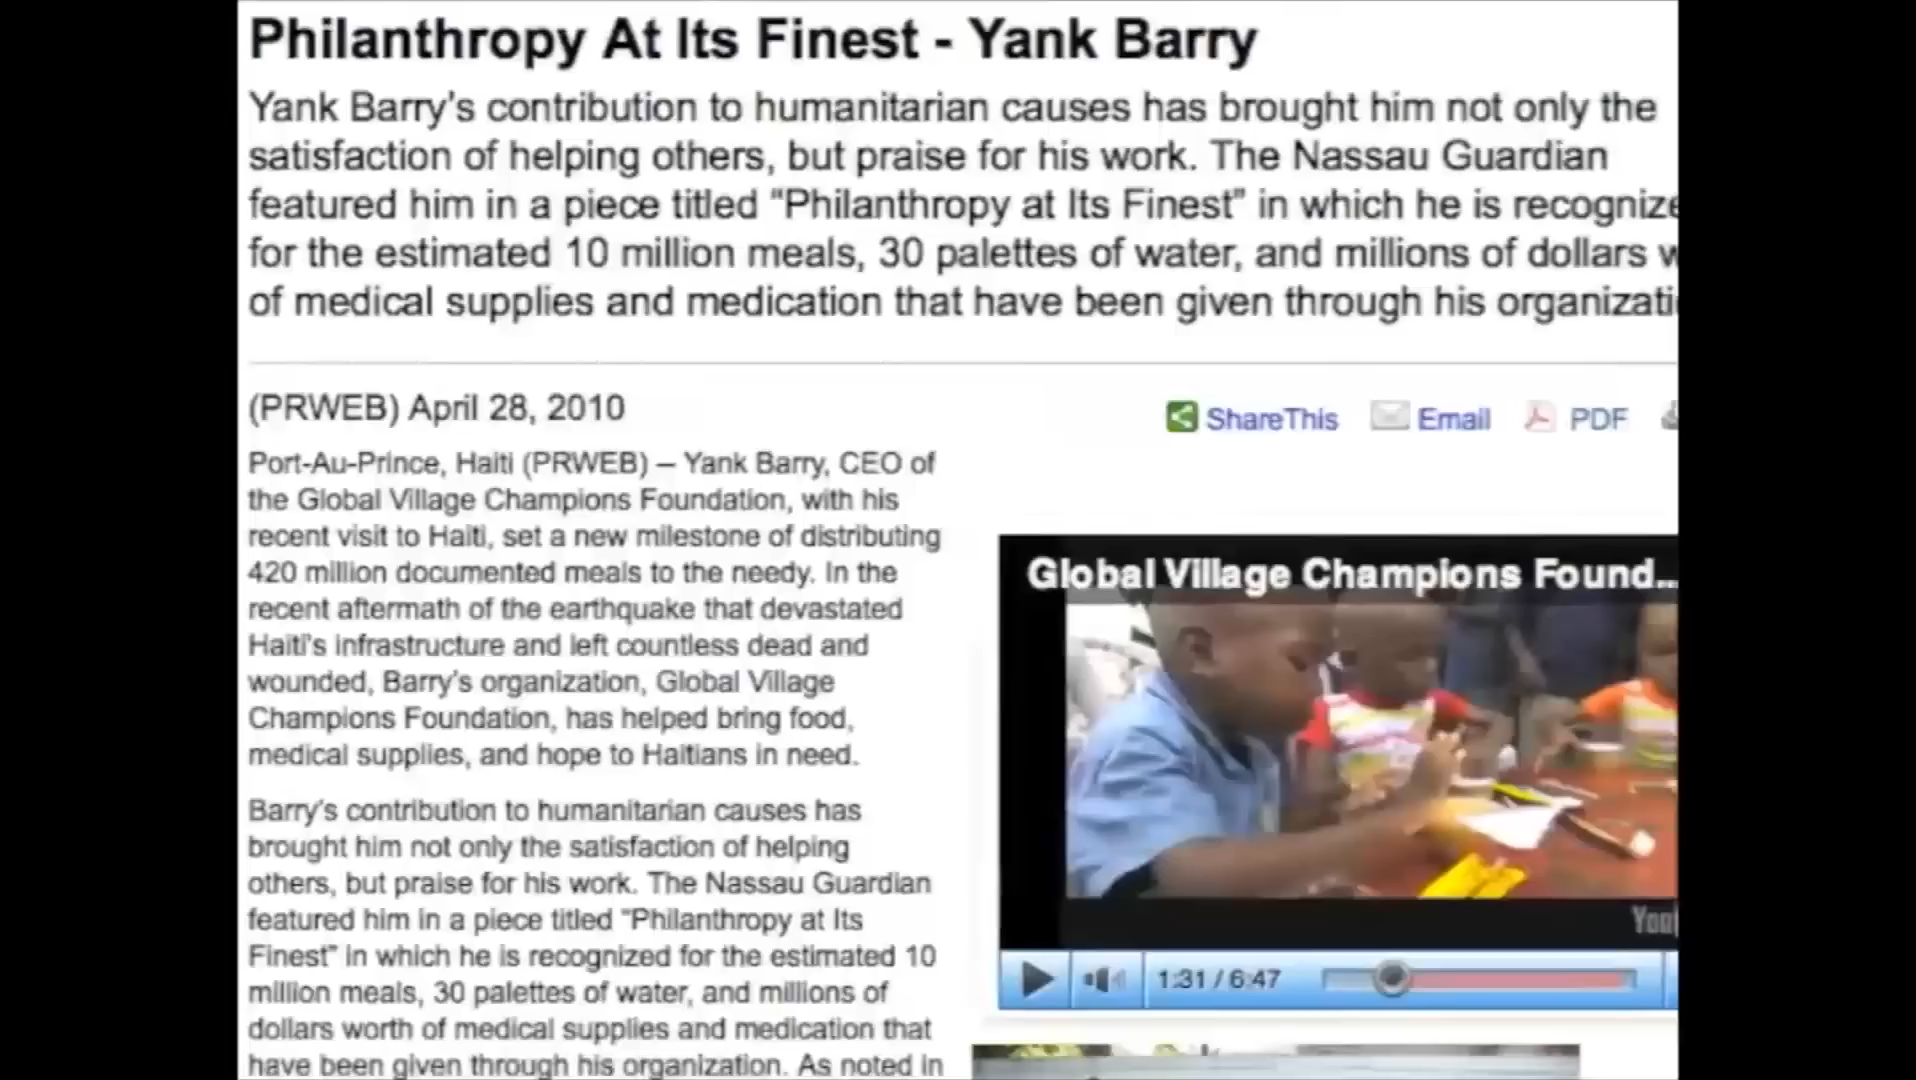 Philanthropy At Its Finest - Yank Barry
Yank Barry's contribution to humanitarian causes has brought him not only the
satisfaction of helping others, but praise for his work. The Nassau Guardian
featured him in a piece titled "Philanthropy at Its Finest" in which he is recognize
for the estimated 10 million meals, 30 palettes of water, and millions of dollars w
of medical supplies and medication that have been given through his organizati
(PRWEB) April 28, 2010
ShareThis Email PDF
Port-Au-Prince, Haiti (PRWEB) – Yank Barry, CEO of
the Global Village Champions Foundation, with his
recent visit to Haiti, set a new milestone of distributing
420 million documented meals to the needy. In the
recent aftermath of the earthquake that devastated
Haiti's infrastructure and left countless dead and
wounded, Barry's organization, Global Village
Champions Foundation, has helped bring food,
medical supplies, and hope to Haitians in need.
Barry's contribution to humanitarian causes has
brought him not only the satisfaction of helping
others, but praise for his work. The Nassau Guardian
featured him in a piece titled "Philanthropy at Its
Finest" in which he is recognized for the estimated 10
million meals, 30 palettes of water, and millions of
dollars worth of medical supplies and medication that
have been given through his organization. As noted in
Global Village Champions Found...
You
1:31 / 6:47